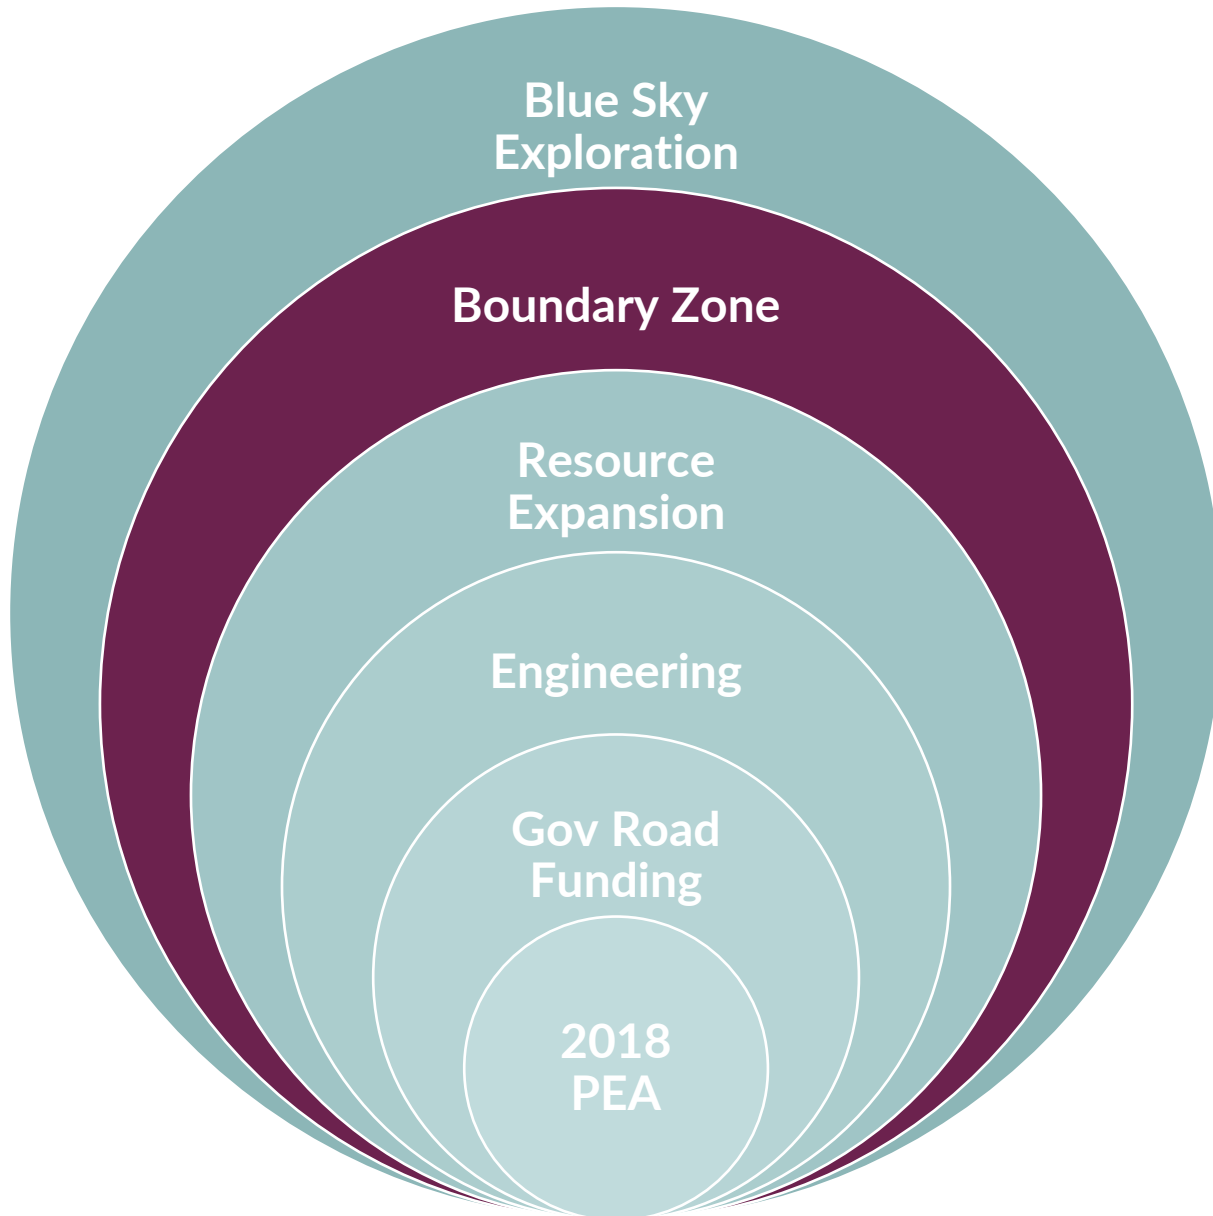 Blue Sky
Exploration
Boundary Zone
Resource
Expansion
Engineering
Gov Road
Funding
2018
PEA